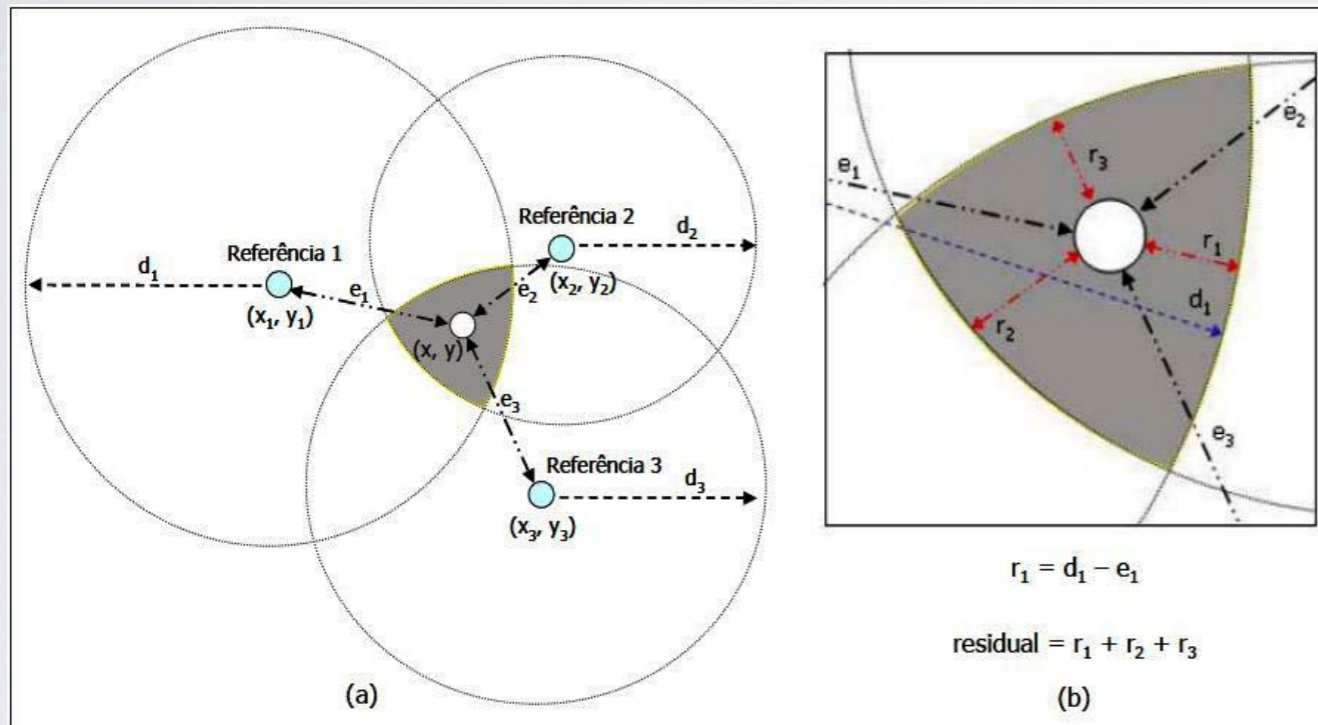 Referência 1
d₁
(x₁, y₁)
e₁
Referência 2
d₂
(x₂, y₂)
e₂
(x, y)
e₃
Referência 3
d₃
(x₃, y₃)
(a)
e₁
e₂
r₃
r₁
d₁
r₂
e₃
r₁ = d₁ – e₁
residual = r₁ + r₂ + r₃
(b)